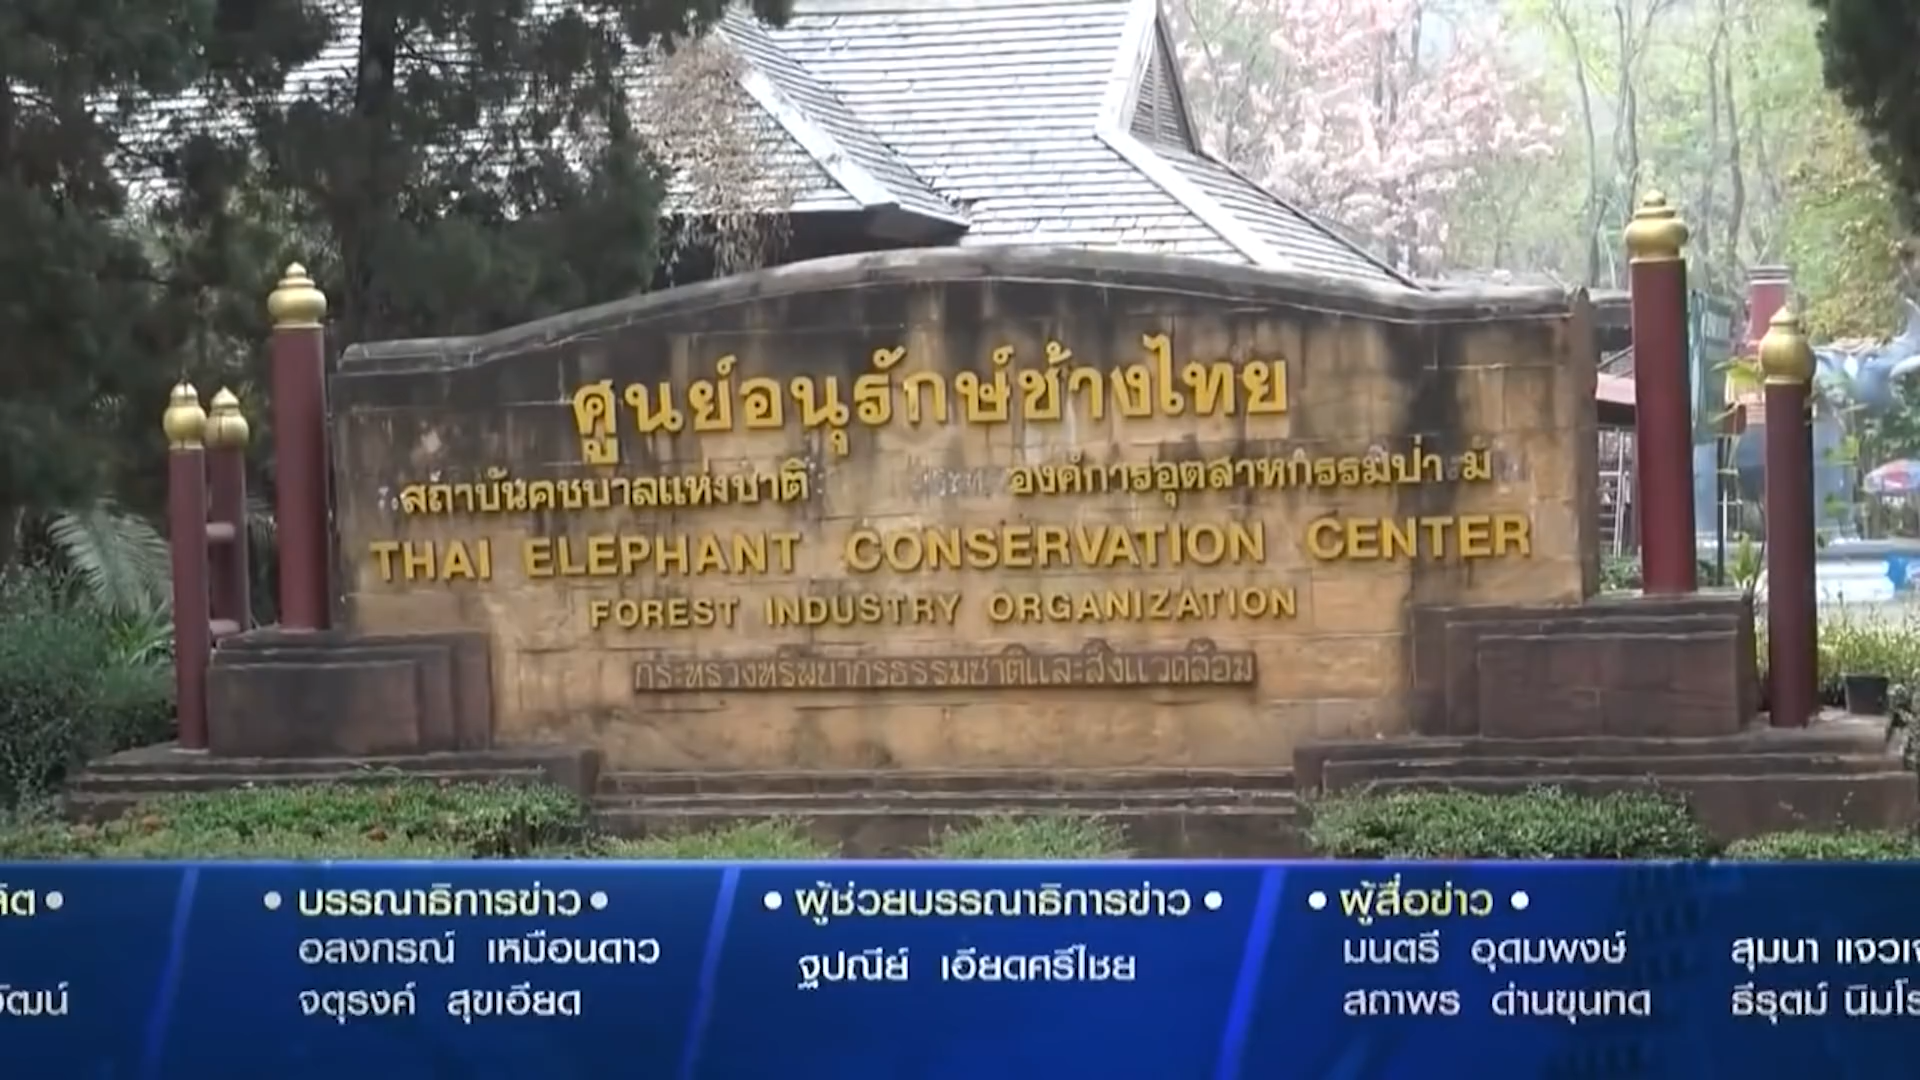 ศูนย์อนุรักษ์ช้างไทย
สถาบันคชบาลแห่งชาติ องค์การอุตสาหกรรมป่า
THAI ELEPHANT CONSERVATION CENTER
FOREST INDUSTRY ORGANIZATION
กระทรวงทรัพยากรธรรมชาติและสิ่งแวดล้อม
• บรรณาธิการข่าว •
อลงกรณ์ เหมือนดาว
จตุรงค์ สุขเอียด
• ผู้ช่วยบรรณาธิการข่าว •
ฐปณีย์ เอียดศรีไชย
• ผู้สื่อข่าว •
มนตรี อุดมพงษ์ สุมนา
สถาพร ด่านขุนทด ธีรุตม์